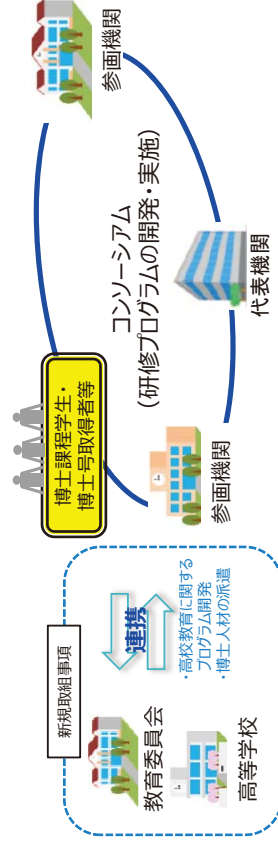 新規取組事項
教育委員会
高等学校
連携
・高校教育に関する
プログラム開発
・博士人材の派遣
博士課程学生・
博士号取得者等
コンソーシアム
(研修プログラムの開発・実施)
参画機関
代表機関
参画機関